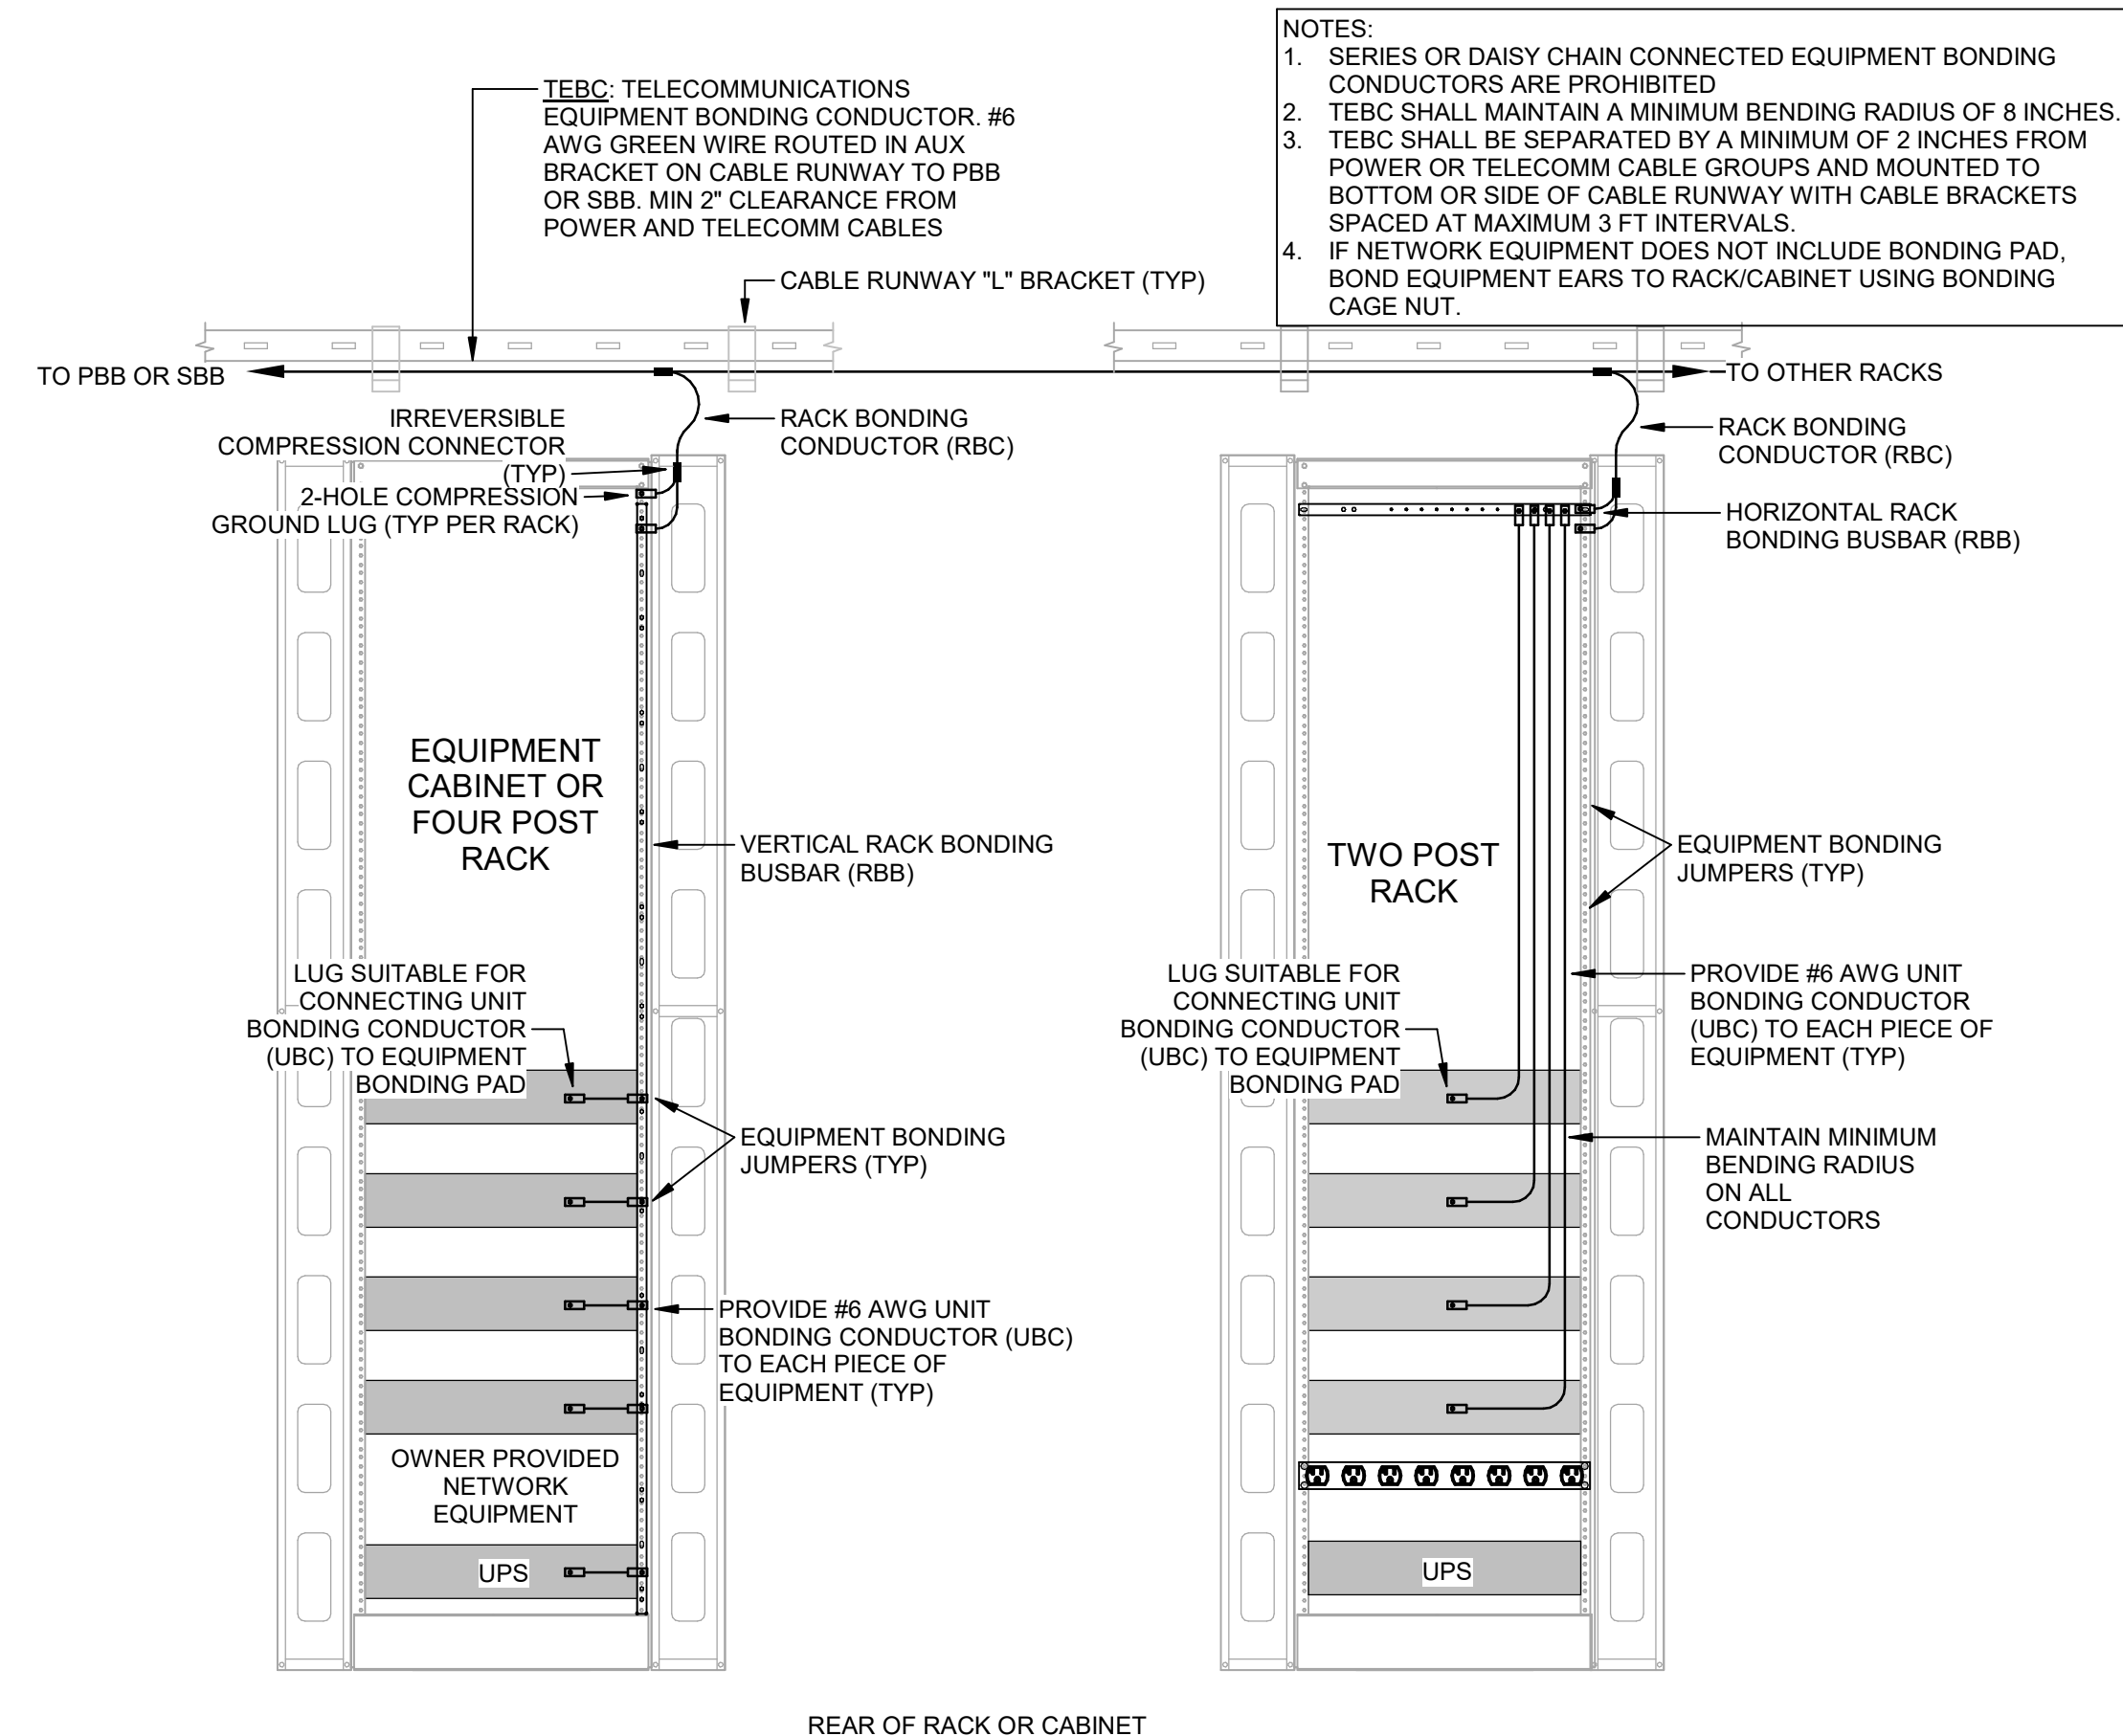 NOTES:
1. SERIES OR DAISY CHAIN CONNECTED EQUIPMENT BONDING
CONDUCTORS ARE PROHIBITED
2. TEBC SHALL MAINTAIN A MINIMUM BENDING RADIUS OF 8 INCHES.
3. TEBC SHALL BE SEPARATED BY A MINIMUM OF 2 INCHES FROM
POWER OR TELECOMM CABLE GROUPS AND MOUNTED TO
BOTTOM OR SIDE OF CABLE RUNWAY WITH CABLE BRACKETS
SPACED AT MAXIMUM 3 FT INTERVALS.
4. IF NETWORK EQUIPMENT DOES NOT INCLUDE BONDING PAD,
BOND EQUIPMENT EARS TO RACK/CABINET USING BONDING
CAGE NUT.
TEBC: TELECOMMUNICATIONS
EQUIPMENT BONDING CONDUCTOR. #6
AWG GREEN WIRE ROUTED IN AUX
BRACKET ON CABLE RUNWAY TO PBB
OR SBB. MIN 2" CLEARANCE FROM
POWER AND TELECOMM CABLES
CABLE RUNWAY "L" BRACKET (TYP)
TO PBB OR SBB
TO OTHER RACKS
IRREVERSIBLE
COMPRESSION CONNECTOR
(TYP)
2-HOLE COMPRESSION
GROUND LUG (TYP PER RACK)
RACK BONDING
CONDUCTOR (RBC)
RACK BONDING
CONDUCTOR (RBC)
HORIZONTAL RACK
BONDING BUSBAR (RBB)
EQUIPMENT
CABINET OR
FOUR POST
RACK
VERTICAL RACK BONDING
BUSBAR (RBB)
TWO POST
RACK
EQUIPMENT BONDING
JUMPERS (TYP)
LUG SUITABLE FOR
CONNECTING UNIT
BONDING CONDUCTOR
(UBC) TO EQUIPMENT
BONDING PAD
LUG SUITABLE FOR
CONNECTING UNIT
BONDING CONDUCTOR
(UBC) TO EQUIPMENT
BONDING PAD
PROVIDE #6 AWG UNIT
BONDING CONDUCTOR
(UBC) TO EACH PIECE OF
EQUIPMENT (TYP)
EQUIPMENT BONDING
JUMPERS (TYP)
MAINTAIN MINIMUM
BENDING RADIUS
ON ALL
CONDUCTORS
PROVIDE #6 AWG UNIT
BONDING CONDUCTOR (UBC)
TO EACH PIECE OF
EQUIPMENT (TYP)
OWNER PROVIDED
NETWORK
EQUIPMENT
UPS
UPS
REAR OF RACK OR CABINET